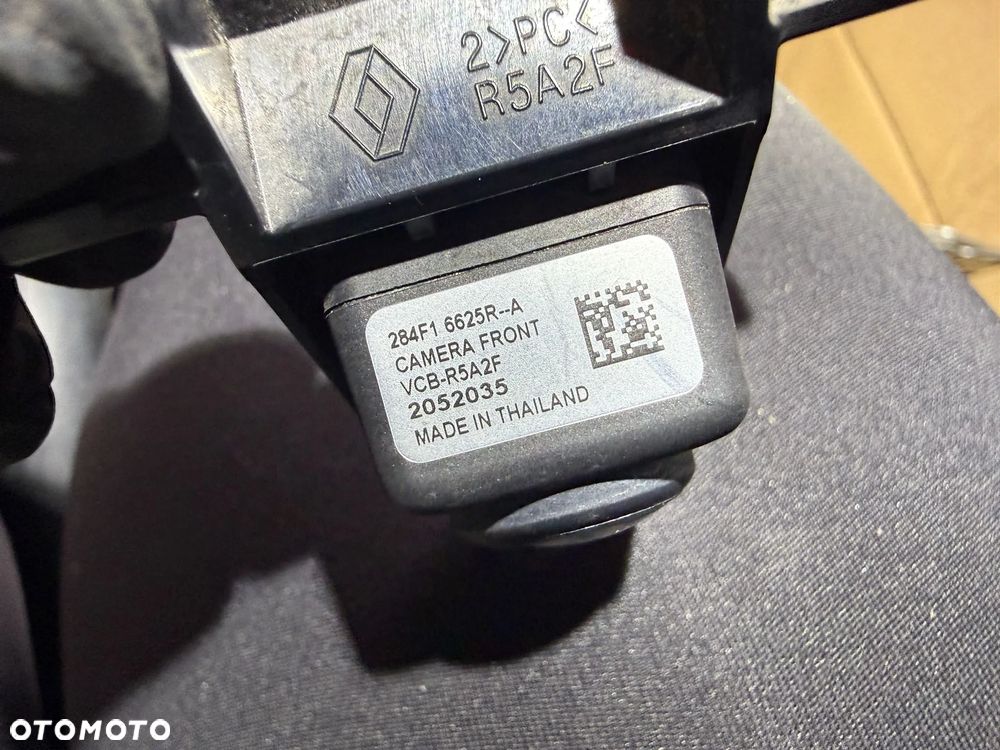 2>PC<
R5A2F
284F1 6625R--A
CAMERA FRONT
VCB-R5A2F
2052035
MADE IN THAILAND
OTOMOTO